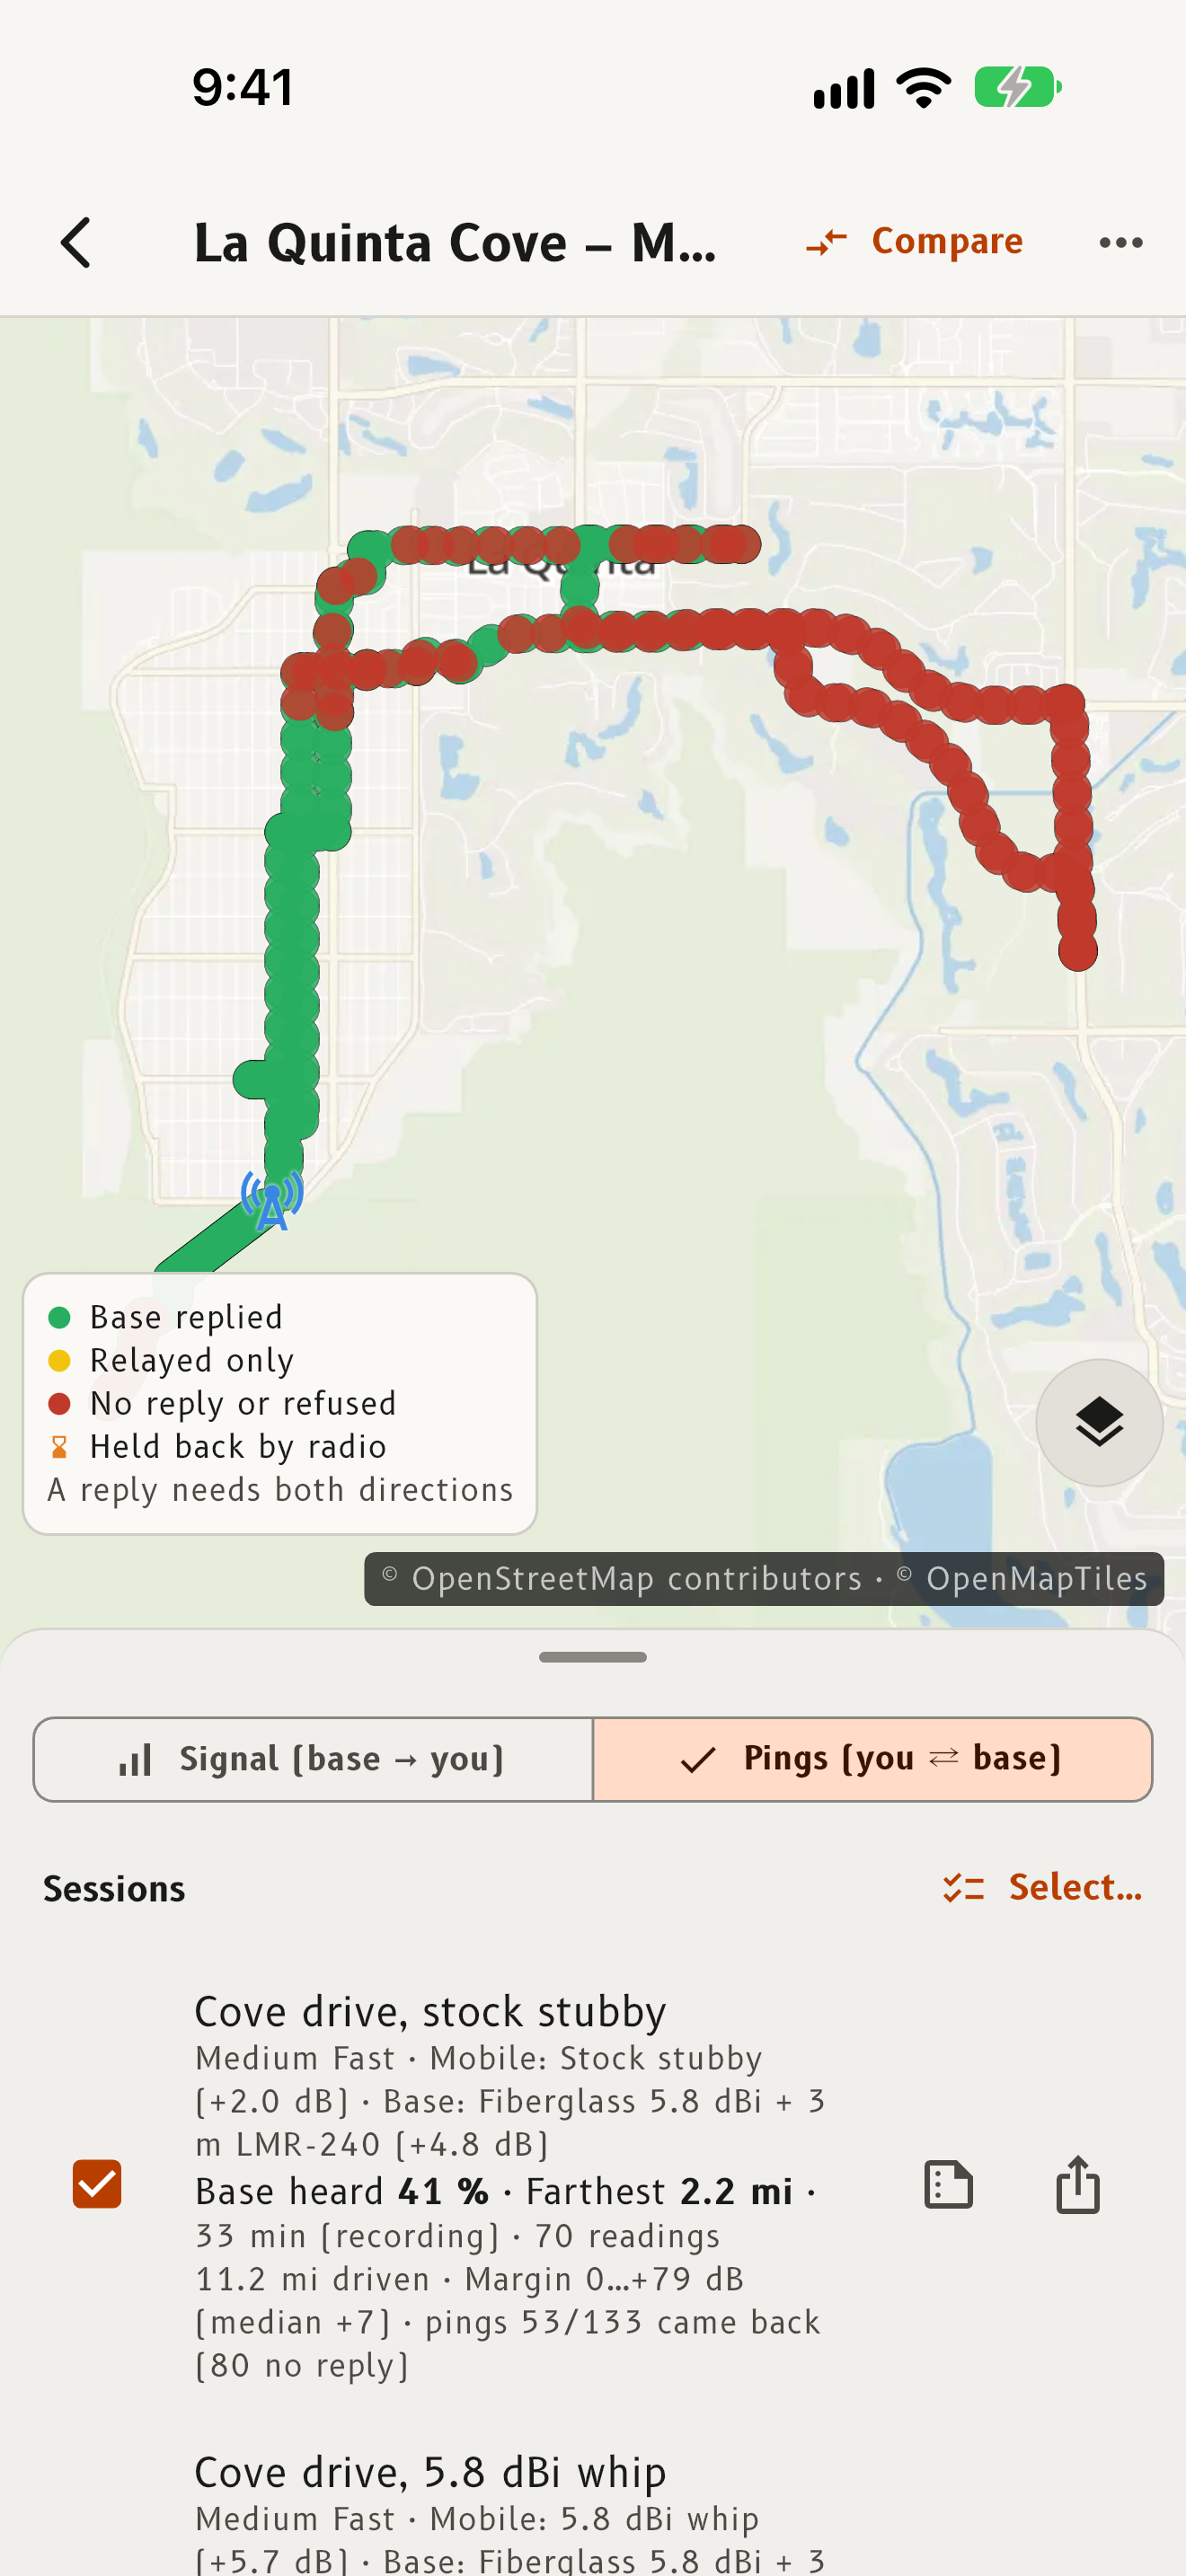 9:41
La Quinta Cove – M...
Compare
La Quinta
Base replied
Relayed only
No reply or refused
Held back by radio
A reply needs both directions
© OpenStreetMap contributors · © OpenMapTiles
Signal (base → you)
Pings (you ⇄ base)
Sessions
Select...
Cove drive, stock stubby
Medium Fast · Mobile: Stock stubby
(+2.0 dB) · Base: Fiberglass 5.8 dBi + 3
m LMR-240 (+4.8 dB)
Base heard 41 % · Farthest 2.2 mi ·
33 min (recording) · 70 readings
11.2 mi driven · Margin 0...+79 dB
(median +7) · pings 53/133 came back
(80 no reply)
Cove drive, 5.8 dBi whip
Medium Fast · Mobile: 5.8 dBi whip
(+5.7 dB) · Base: Fiberglass 5.8 dBi + 3